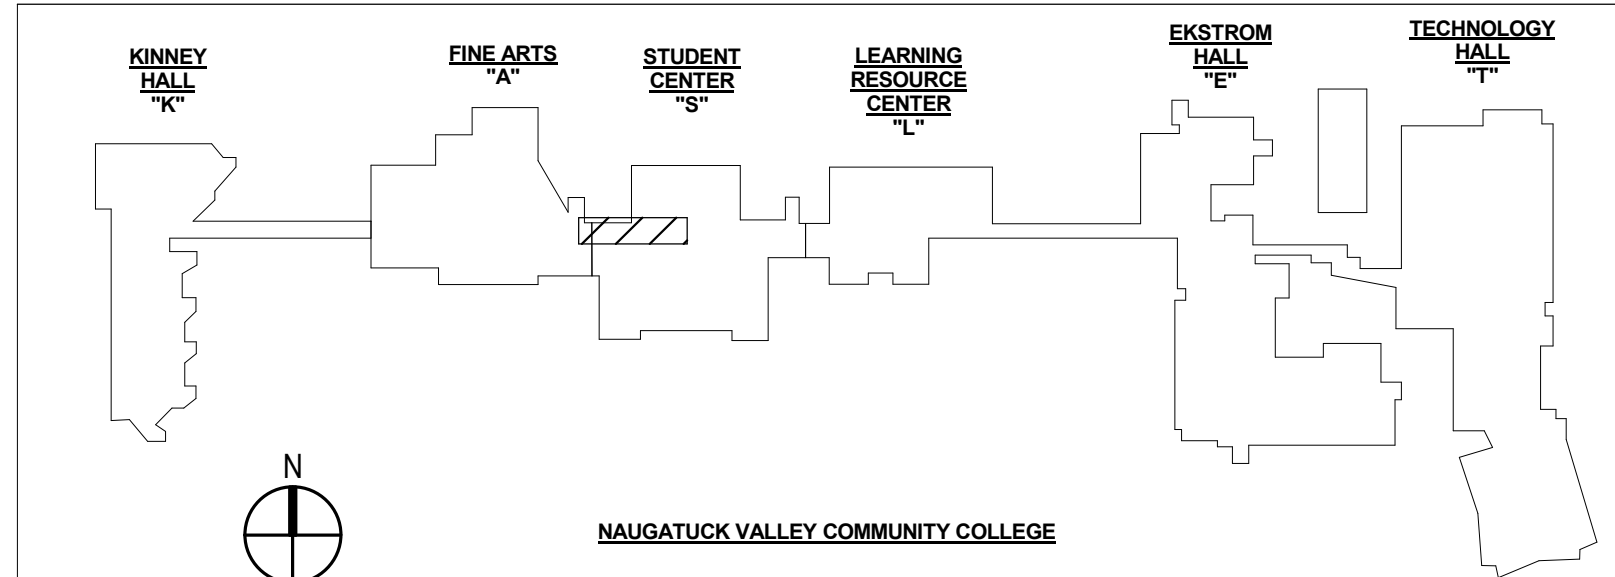 KINNEY
HALL
"K"
FINE ARTS
"A"
STUDENT
CENTER
"S"
LEARNING
RESOURCE
CENTER
"L"
EKSTROM
HALL
"E"
TECHNOLOGY
HALL
"T"
N
NAUGATUCK VALLEY COMMUNITY COLLEGE